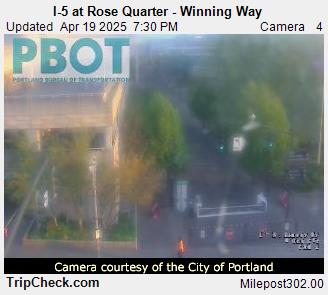 I-5 at Rose Quarter - Winning Way
Updated  Apr 19 2025  7:30 PM
Camera  4
PBOT
PORTLAND BUREAU OF TRANSPORTATION
Camera courtesy of the City of Portland
TripCheck.com
Milepost302.00